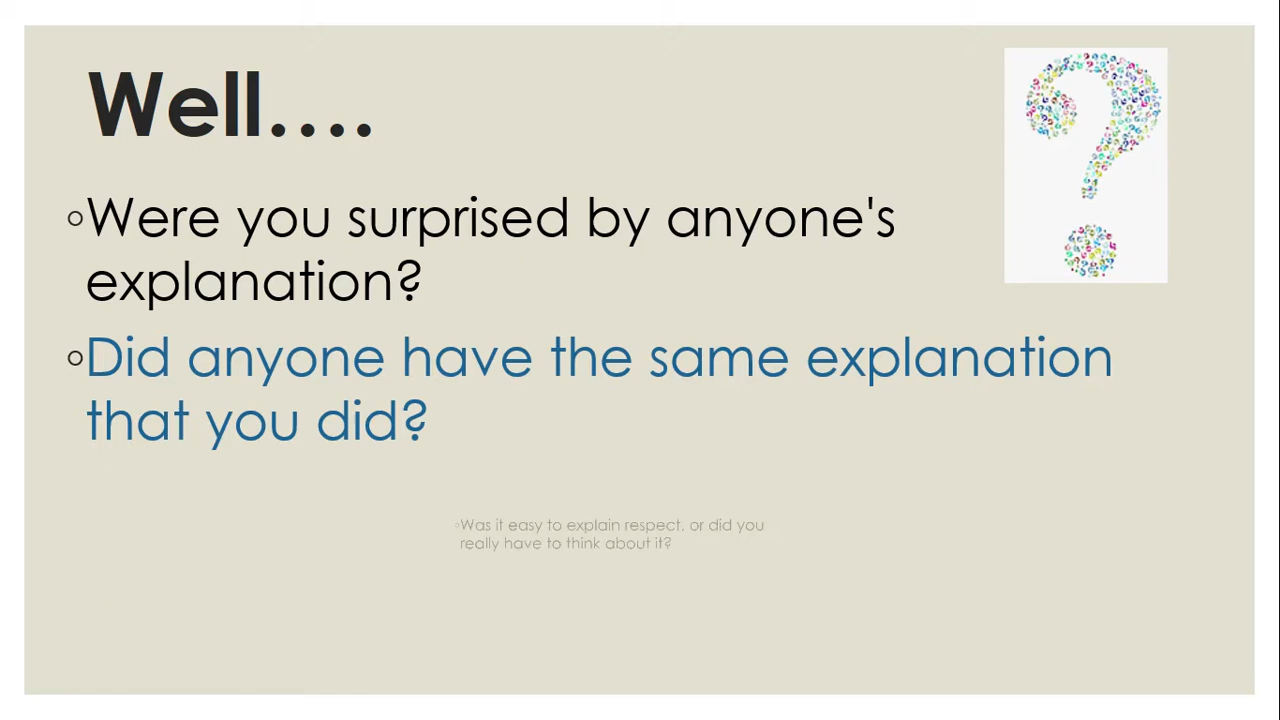 Well....
◦Were you surprised by anyone's
explanation?
◦Did anyone have the same explanation
that you did?
◦Was it easy to explain respect, or did you
really have to think about it?